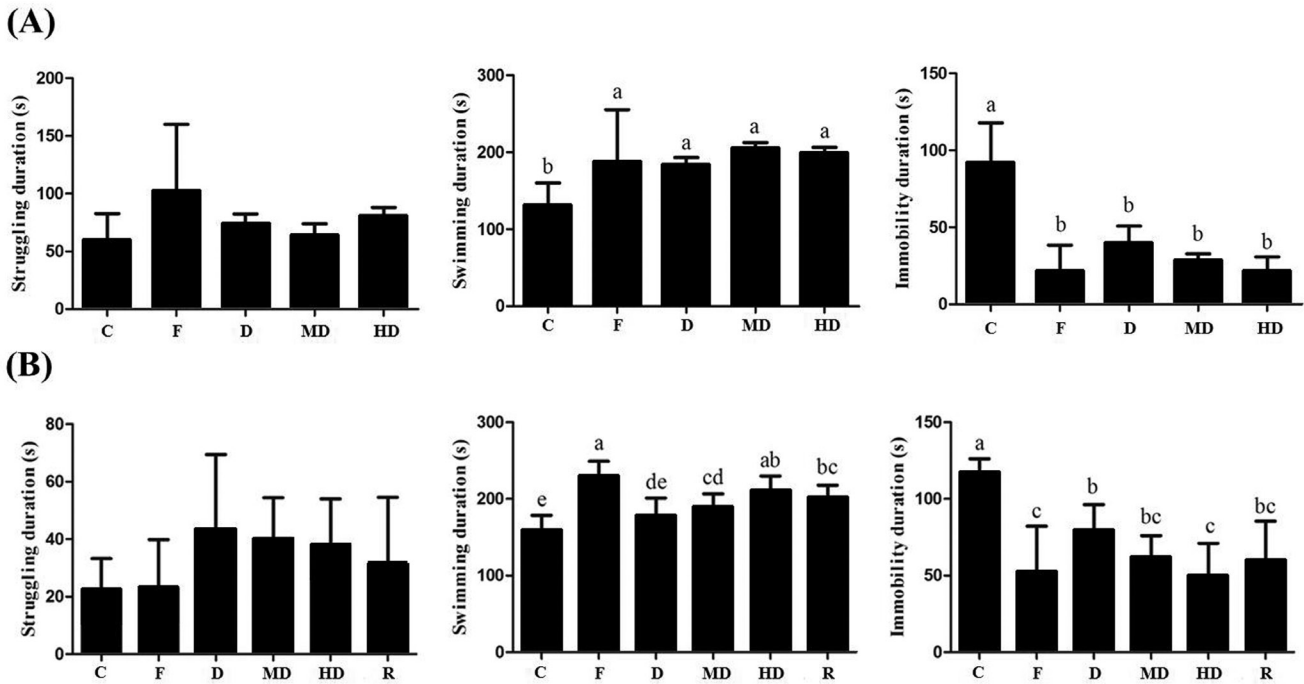 (A)
Struggling duration (s)
200
150
100
50
0
C F D MD HD
Swimming duration (s)
300
200
100
0
b a a a a
C F D MD HD
Immobility duration (s)
150
100
50
0
a b b b b
C F D MD HD
(B)
Struggling duration (s)
80
60
40
20
0
C F D MD HD R
Swimming duration (s)
300
200
100
0
e a de cd ab bc
C F D MD HD R
Immobility duration (s)
150
100
50
0
a c b bc c bc
C F D MD HD R